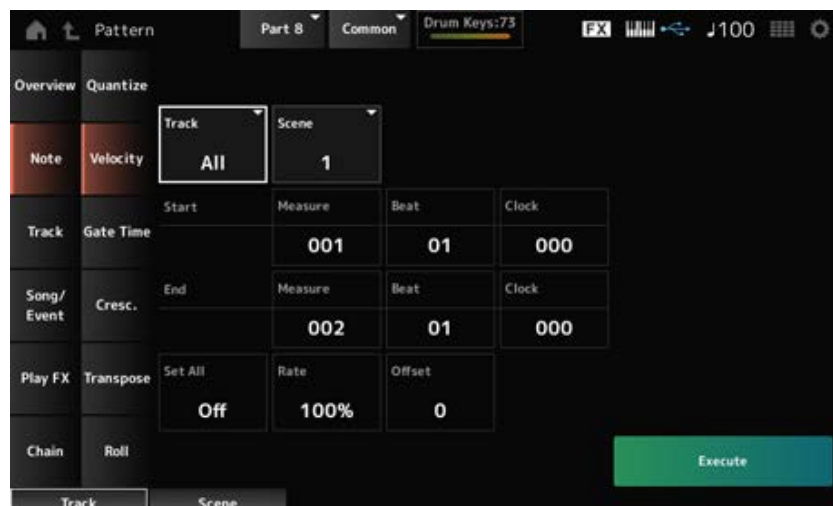 Pattern Part 8 Common Drum Keys:73 FX ♩100
Overview Quantize
Track Scene
Note Velocity All 1
Start Measure Beat Clock
Track Gate Time 001 01 000
End Measure Beat Clock
Song/Event Cresc. 002 01 000
Play FX Transpose Set All Rate Offset
Off 100% 0
Chain Roll Execute
Track Scene